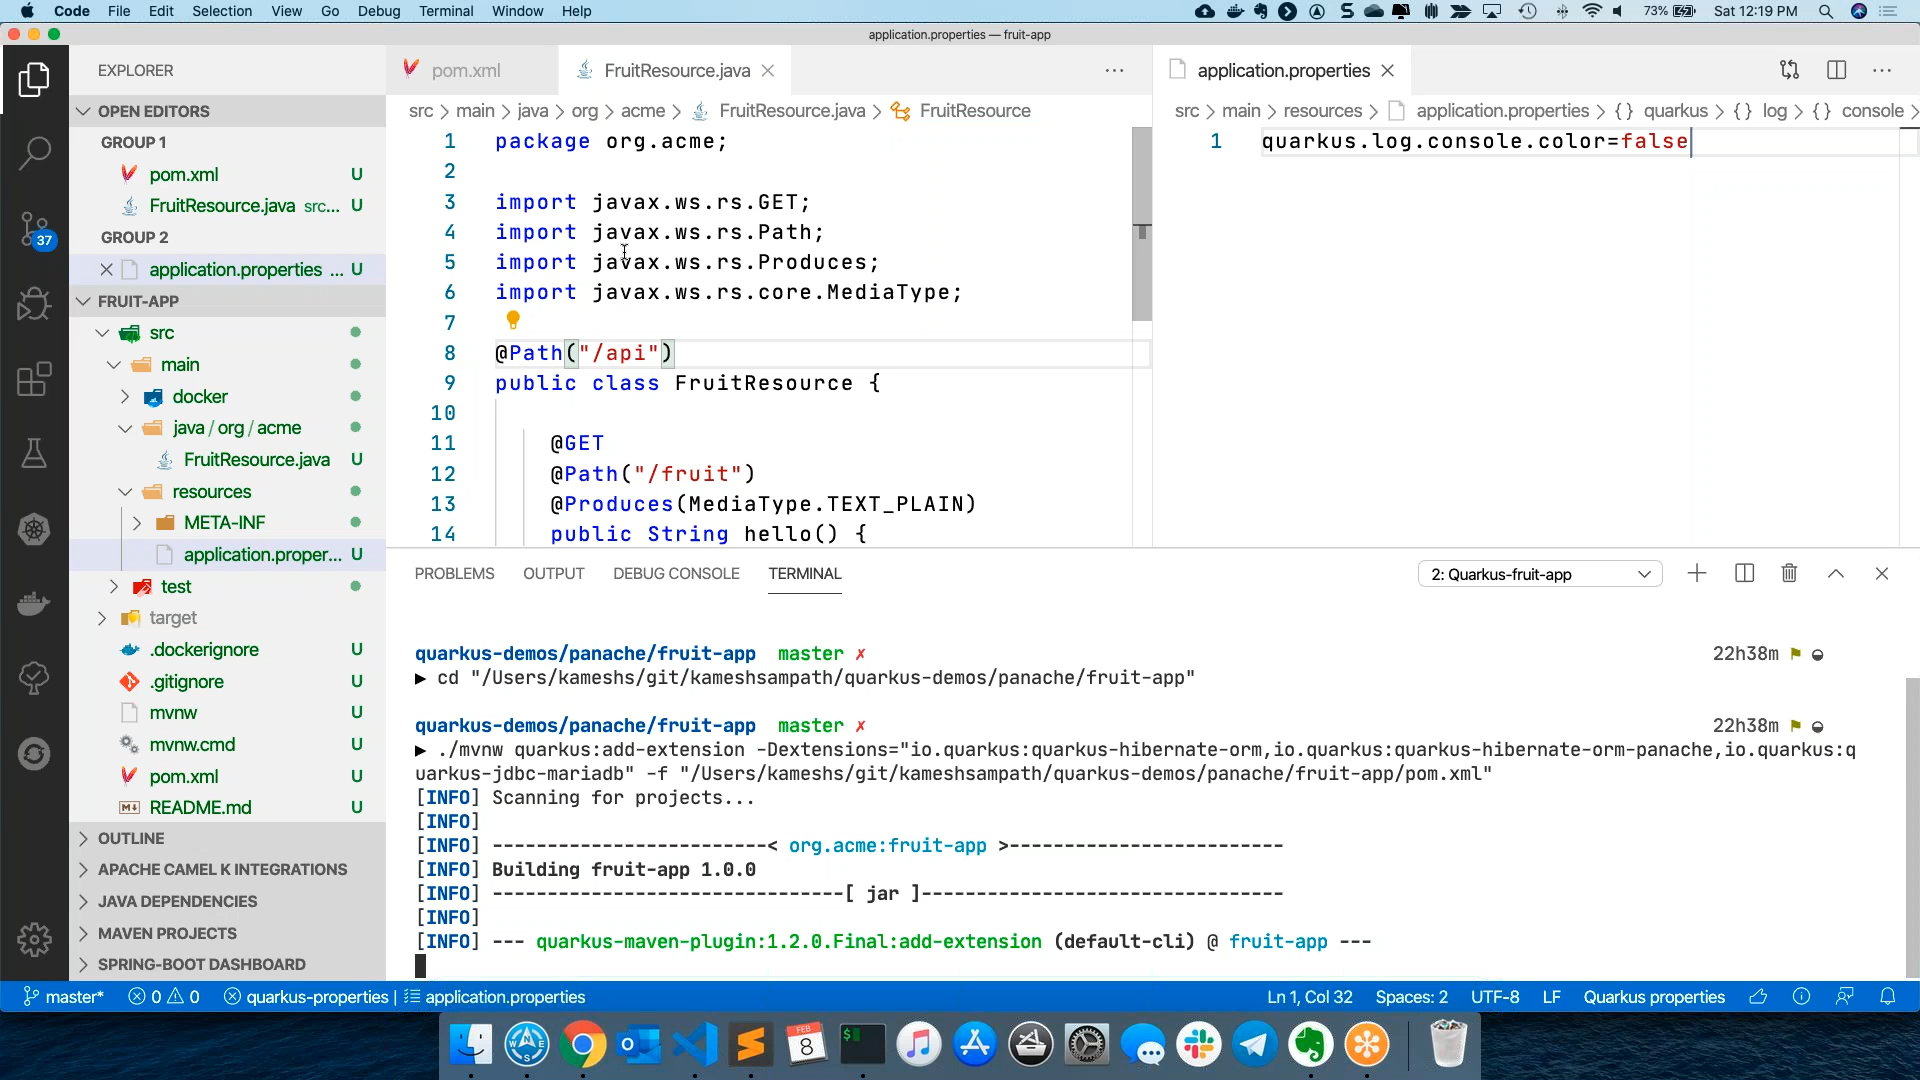 Code File Edit Selection View Go Debug Terminal Window Help 73% Sat 12:19 PM
application.properties — fruit-app
EXPLORER
OPEN EDITORS
GROUP 1
pom.xml U
FruitResource.java src... U
GROUP 2
application.properties ... U
FRUIT-APP
src
main
docker
java / org / acme
FruitResource.java U
resources
META-INF
application.proper... U
test
target
.dockerignore U
.gitignore U
mvnw U
mvnw.cmd U
pom.xml U
README.md U
OUTLINE
APACHE CAMEL K INTEGRATIONS
JAVA DEPENDENCIES
MAVEN PROJECTS
SPRING-BOOT DASHBOARD
37
pom.xml FruitResource.java
src > main > java > org > acme > FruitResource.java > FruitResource
1 package org.acme;
2
3 import javax.ws.rs.GET;
4 import javax.ws.rs.Path;
5 import javax.ws.rs.Produces;
6 import javax.ws.rs.core.MediaType;
7
8 @Path("/api")
9 public class FruitResource {
10
11 @GET
12 @Path("/fruit")
13 @Produces(MediaType.TEXT_PLAIN)
14 public String hello() {
application.properties
src > main > resources > application.properties > {} quarkus > {} log > {} console >
1 quarkus.log.console.color=false
PROBLEMS OUTPUT DEBUG CONSOLE TERMINAL 2: Quarkus-fruit-app
quarkus-demos/panache/fruit-app master ✗ 22h38m
▶ cd "/Users/kameshs/git/kameshsampath/quarkus-demos/panache/fruit-app"
quarkus-demos/panache/fruit-app master ✗ 22h38m
▶ ./mvnw quarkus:add-extension -Dextensions="io.quarkus:quarkus-hibernate-orm,io.quarkus:quarkus-hibernate-orm-panache,io.quarkus:q
uarkus-jdbc-mariadb" -f "/Users/kameshs/git/kameshsampath/quarkus-demos/panache/fruit-app/pom.xml"
[INFO] Scanning for projects...
[INFO]
[INFO] -------------------------< org.acme:fruit-app >-------------------------
[INFO] Building fruit-app 1.0.0
[INFO] --------------------------------[ jar ]---------------------------------
[INFO]
[INFO] --- quarkus-maven-plugin:1.2.0.Final:add-extension (default-cli) @ fruit-app ---
master* 0 0 quarkus-properties | application.properties Ln 1, Col 32 Spaces: 2 UTF-8 LF Quarkus properties
FEB
8